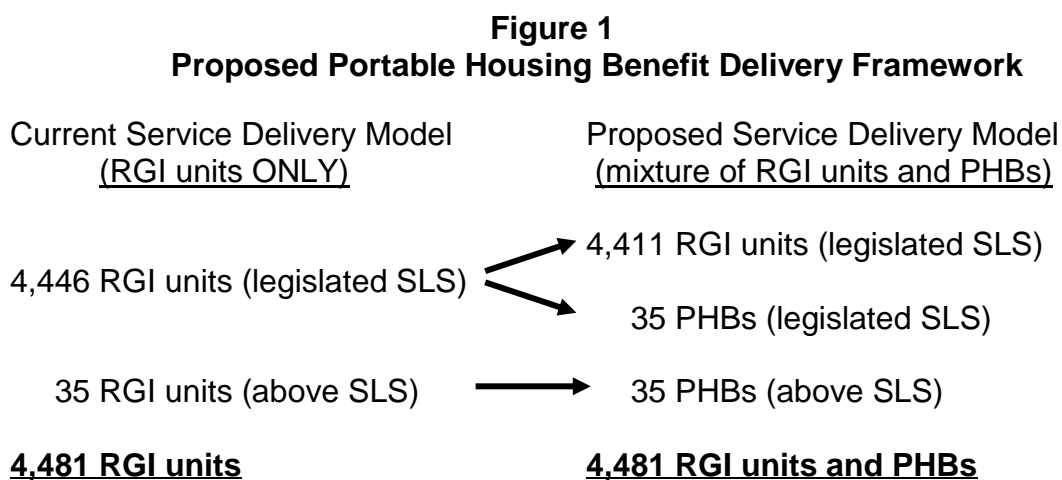 Figure 1
Proposed Portable Housing Benefit Delivery Framework
Current Service Delivery Model
(RGI units ONLY)
Proposed Service Delivery Model
(mixture of RGI units and PHBs)
4,446 RGI units (legislated SLS)
4,411 RGI units (legislated SLS)
35 PHBs (legislated SLS)
35 RGI units (above SLS)
35 PHBs (above SLS)
4,481 RGI units
4,481 RGI units and PHBs